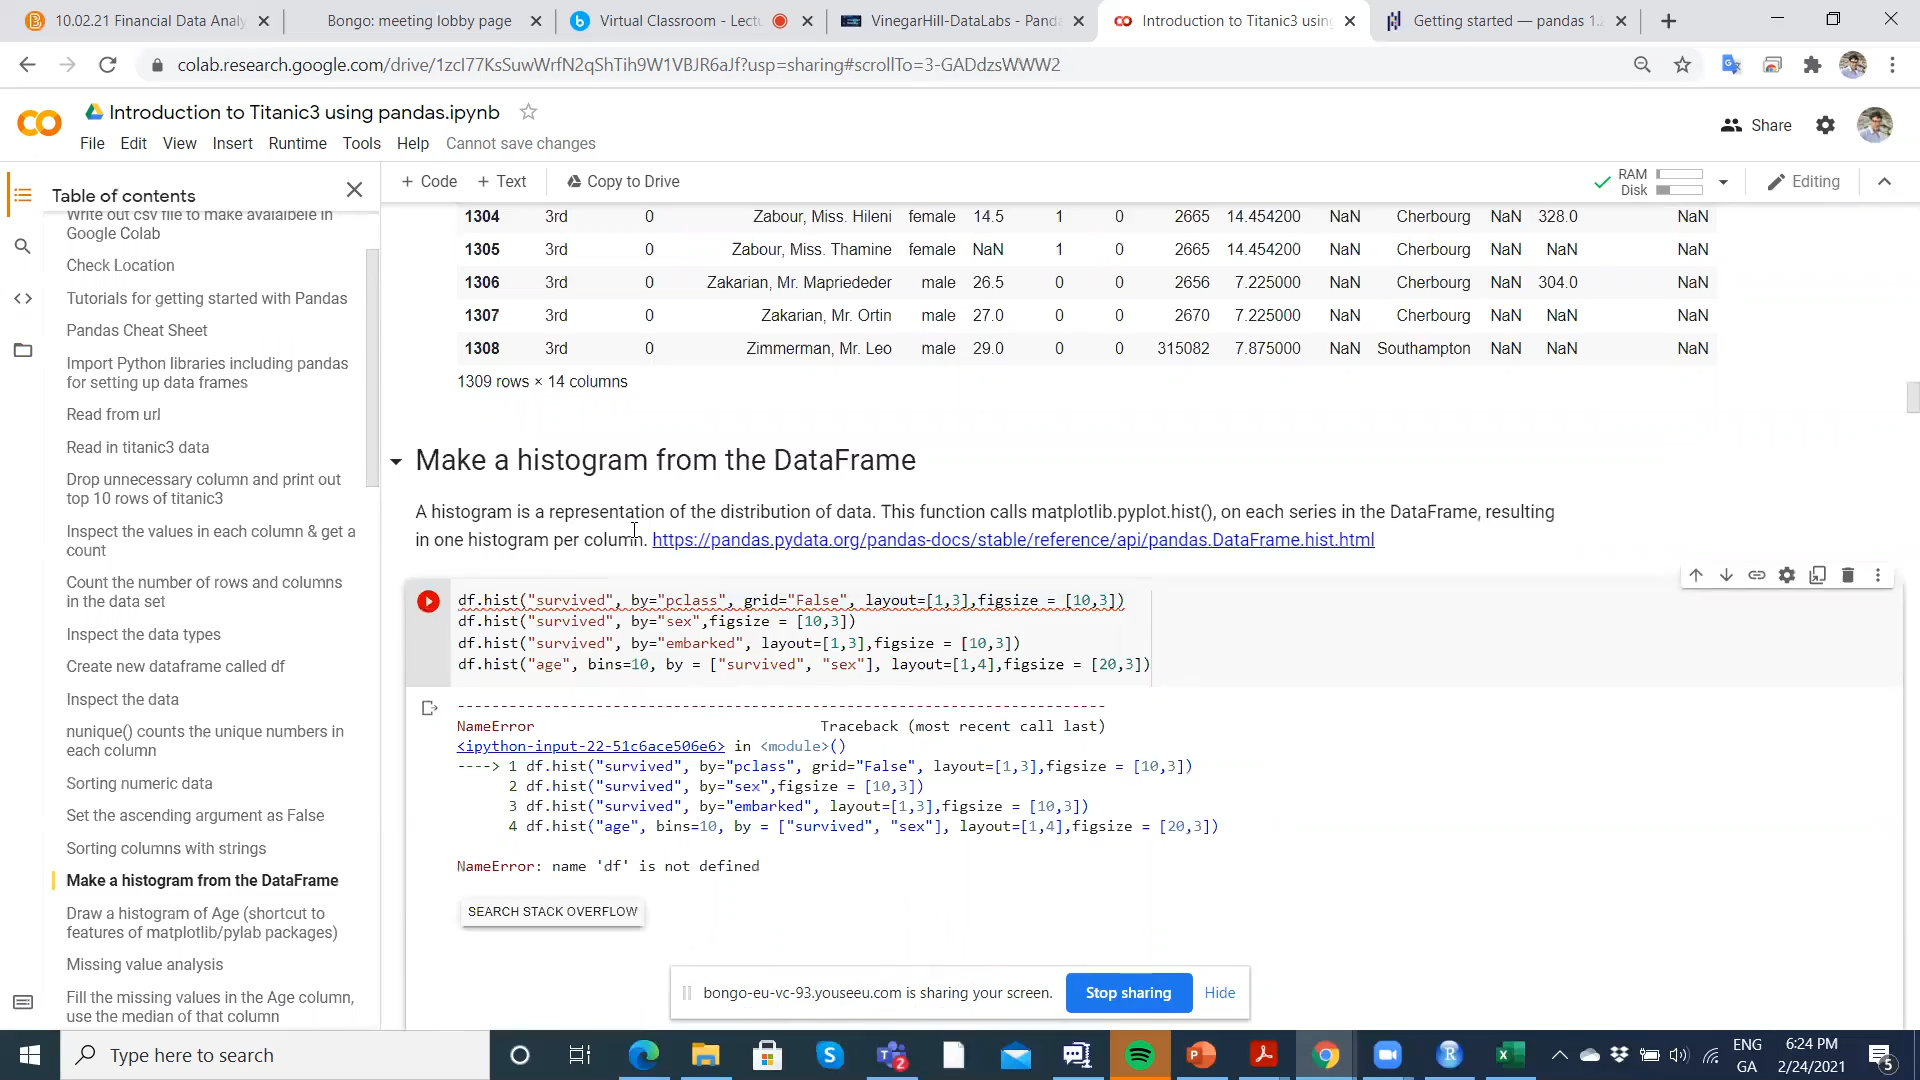 10.02.21 Financial Data Analy
Bongo: meeting lobby page
Virtual Classroom - Lectu
VinegarHill-DataLabs - Panda
Introduction to Titanic3 using
Getting started — pandas 1.2
colab.research.google.com/drive/1zcI77KsSuwWrfN2qShTih9W1VBJR6aJf?usp=sharing#scrollTo=3-GADdzsWWW2
Introduction to Titanic3 using pandas.ipynb
File Edit View Insert Runtime Tools Help Cannot save changes
Share
+ Code + Text Copy to Drive
RAM
Disk
Editing
Table of contents
Write out csv file to make avalaibele in
Google Colab
Check Location
Tutorials for getting started with Pandas
Pandas Cheat Sheet
Import Python libraries including pandas
for setting up data frames
Read from url
Read in titanic3 data
Drop unnecessary column and print out
top 10 rows of titanic3
Inspect the values in each column & get a
count
Count the number of rows and columns
in the data set
Inspect the data types
Create new dataframe called df
Inspect the data
nunique() counts the unique numbers in
each column
Sorting numeric data
Set the ascending argument as False
Sorting columns with strings
Make a histogram from the DataFrame
Draw a histogram of Age (shortcut to
features of matplotlib/pylab packages)
Missing value analysis
Fill the missing values in the Age column,
use the median of that column
1304 3rd 0 Zabour, Miss. Hileni female 14.5 1 0 2665 14.454200 NaN Cherbourg NaN 328.0 NaN
1305 3rd 0 Zabour, Miss. Thamine female NaN 1 0 2665 14.454200 NaN Cherbourg NaN NaN NaN
1306 3rd 0 Zakarian, Mr. Mapriededer male 26.5 0 0 2656 7.225000 NaN Cherbourg NaN 304.0 NaN
1307 3rd 0 Zakarian, Mr. Ortin male 27.0 0 0 2670 7.225000 NaN Cherbourg NaN NaN NaN
1308 3rd 0 Zimmerman, Mr. Leo male 29.0 0 0 315082 7.875000 NaN Southampton NaN NaN NaN
1309 rows × 14 columns
Make a histogram from the DataFrame
A histogram is a representation of the distribution of data. This function calls matplotlib.pyplot.hist(), on each series in the DataFrame, resulting
in one histogram per column. https://pandas.pydata.org/pandas-docs/stable/reference/api/pandas.DataFrame.hist.html
df.hist("survived", by="pclass", grid="False", layout=[1,3],figsize = [10,3])
df.hist("survived", by="sex",figsize = [10,3])
df.hist("survived", by="embarked", layout=[1,3],figsize = [10,3])
df.hist("age", bins=10, by = ["survived", "sex"], layout=[1,4],figsize = [20,3])
---------------------------------------------------------------------------
NameError Traceback (most recent call last)
<ipython-input-22-51c6ace506e6> in <module>()
----> 1 df.hist("survived", by="pclass", grid="False", layout=[1,3],figsize = [10,3])
2 df.hist("survived", by="sex",figsize = [10,3])
3 df.hist("survived", by="embarked", layout=[1,3],figsize = [10,3])
4 df.hist("age", bins=10, by = ["survived", "sex"], layout=[1,4],figsize = [20,3])
NameError: name 'df' is not defined
SEARCH STACK OVERFLOW
bongo-eu-vc-93.youseeu.com is sharing your screen. Stop sharing Hide
Type here to search
2
ENG
GA
6:24 PM
2/24/2021
5